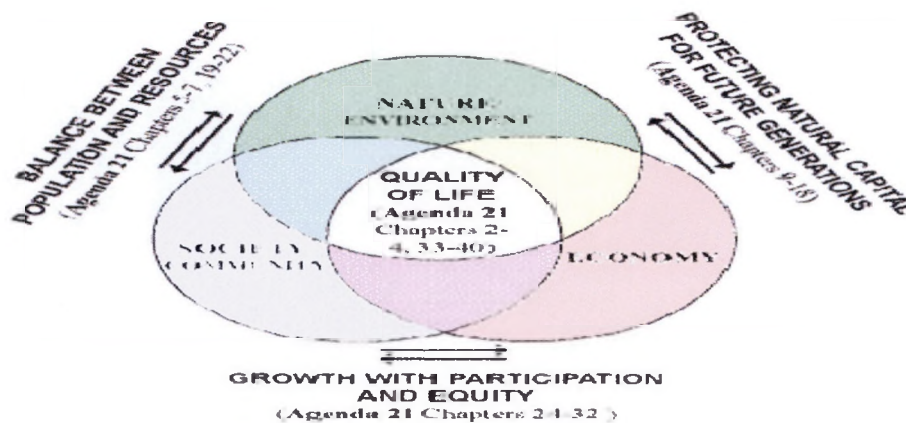 BALANCE BETWEEN
POPULATION AND RESOURCES
(Agenda 21 Chapters 5-7, 19-22)
PROTECTING NATURAL CAPITAL
FOR FUTURE GENERATIONS
(Agenda 21 Chapters 9-18)
NATURE/
ENVIRONMENT
QUALITY
OF LIFE
(Agenda 21
Chapters 2-
4, 33-40)
SOCIETY
COMMUNITY
ECONOMY
GROWTH WITH PARTICIPATION
AND EQUITY
(Agenda 21 Chapters 24-32)